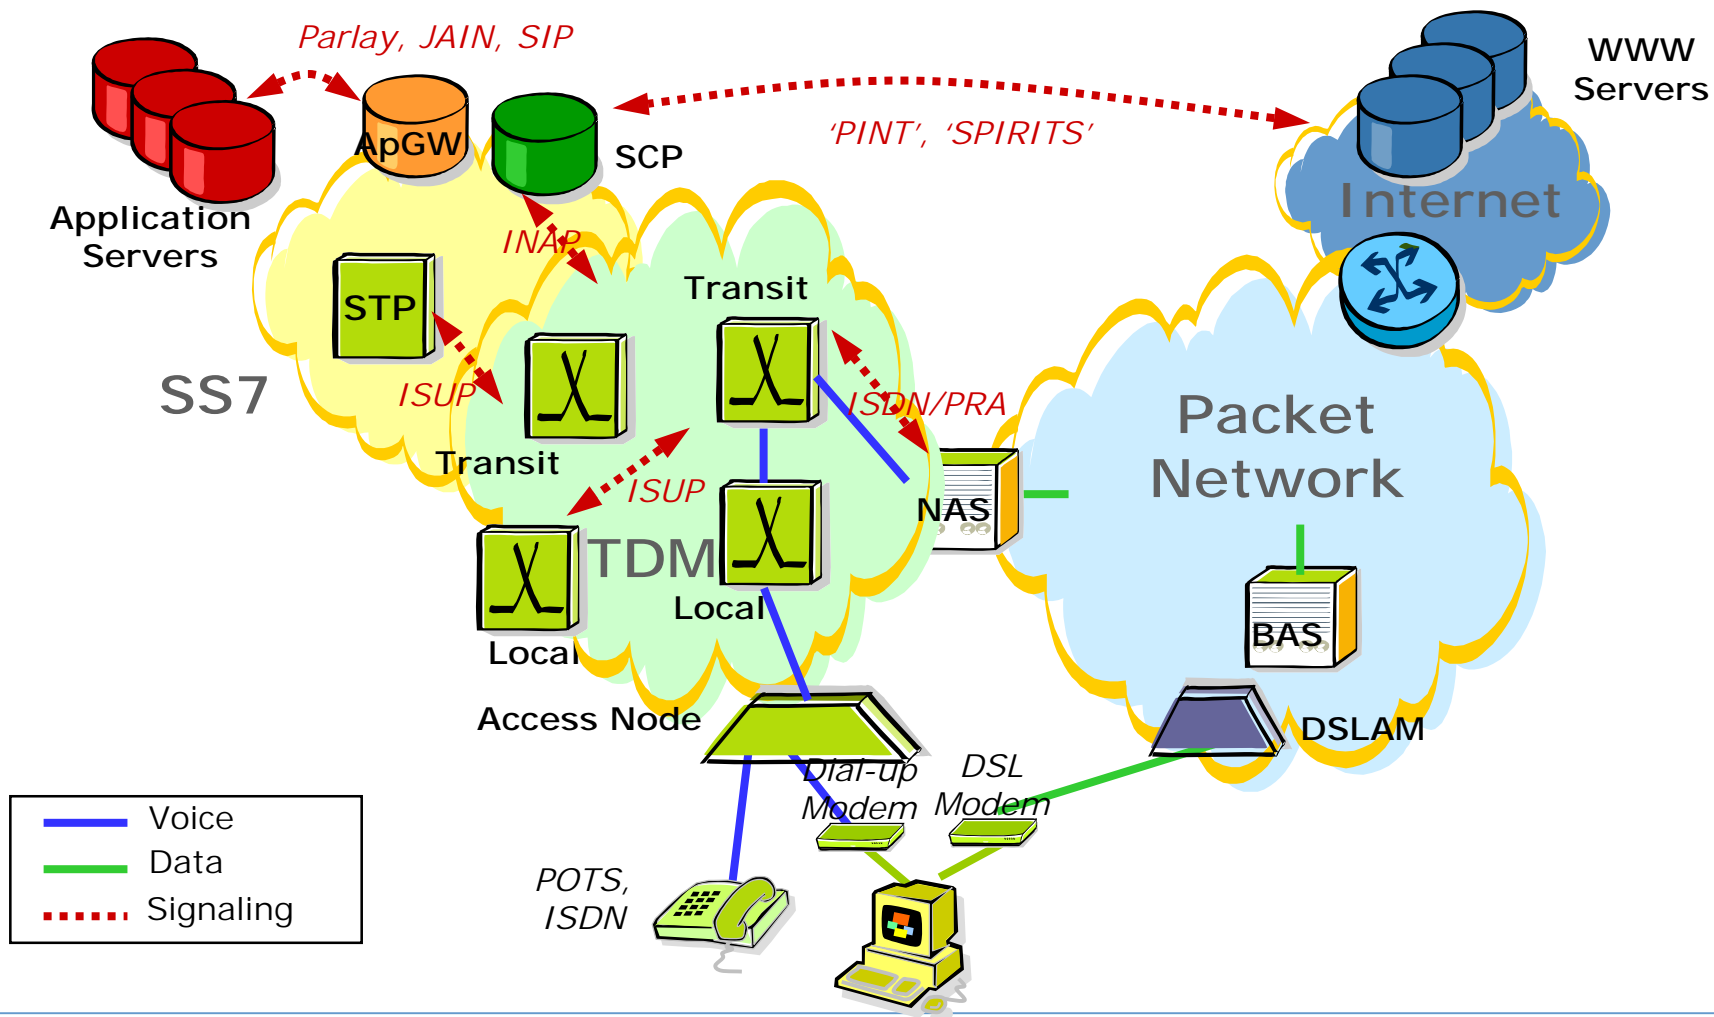 Parlay, JAIN, SIP
WWW
Servers
ApGW
SCP
'PINT', 'SPIRITS'
Internet
Application
Servers
INAP
STP
Transit
SS7
ISUP
ISDN/PRA
Packet
Network
Transit
ISUP
NAS
TDM
Local
BAS
Local
Access Node
DSLAM
Dial-up
Modem
DSL
Modem
Voice
Data
Signaling
POTS,
ISDN